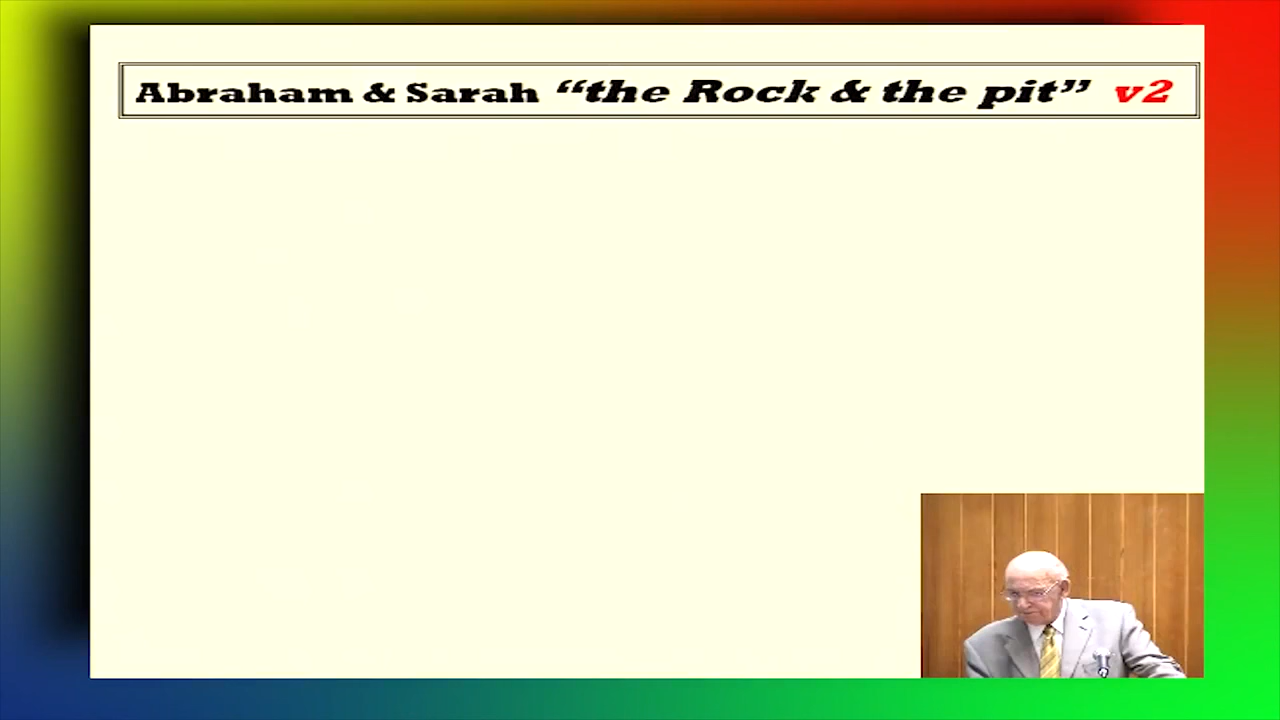 Abraham & Sarah “the Rock & the pit” v2